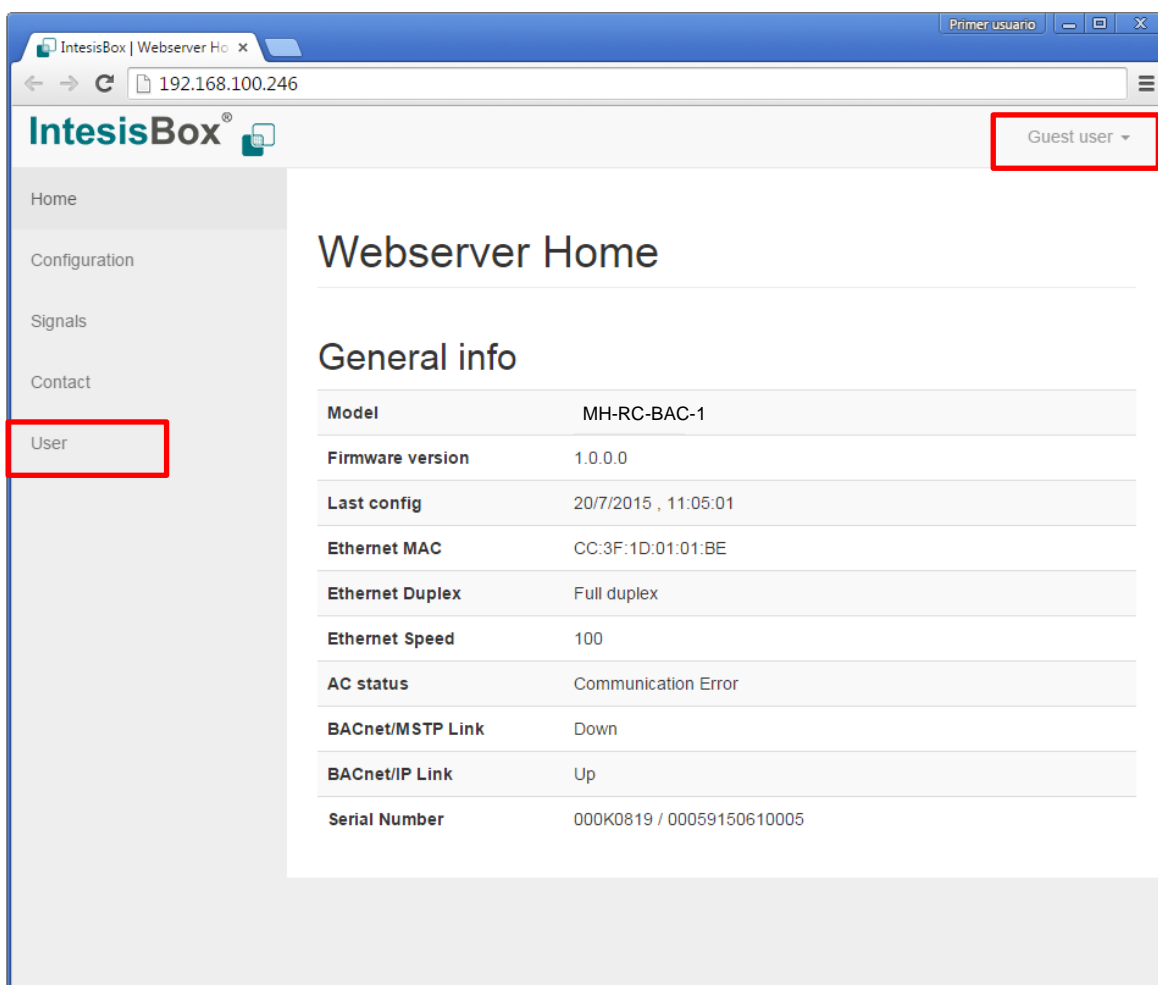 Primer usuario
IntesisBox | Webserver Ho
192.168.100.246
IntesisBox®
Guest user
Home
Configuration
Signals
Contact
User
Webserver Home
General info
Model MH-RC-BAC-1
Firmware version 1.0.0.0
Last config 20/7/2015 , 11:05:01
Ethernet MAC CC:3F:1D:01:01:BE
Ethernet Duplex Full duplex
Ethernet Speed 100
AC status Communication Error
BACnet/MSTP Link Down
BACnet/IP Link Up
Serial Number 000K0819 / 00059150610005